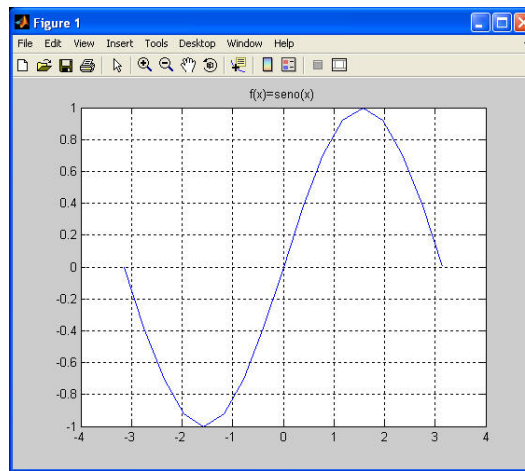 Figure 1
File Edit View Insert Tools Desktop Window Help
f(x)=seno(x)
1
0.8
0.6
0.4
0.2
0
-0.2
-0.4
-0.6
-0.8
-1
-4 -3 -2 -1 0 1 2 3 4